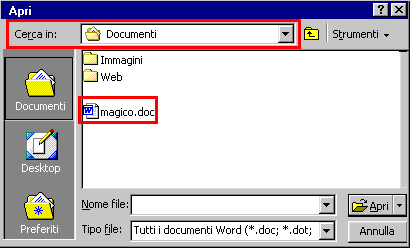 Apri
Cerca in: Documenti Strumenti
Immagini
Web
magico.doc
Documenti
Desktop
Preferiti
Nome file: Apri
Tipo file: Tutti i documenti Word (*.doc; *.dot; Annulla